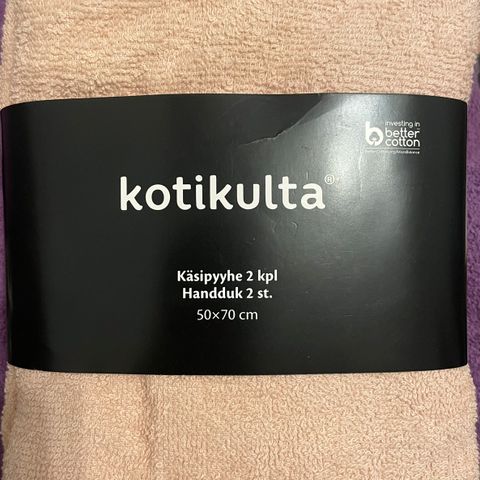 investing in
better
cotton
kotikulta®
Käsipyyhe 2 kpl
Handduk 2 st.
50×70 cm